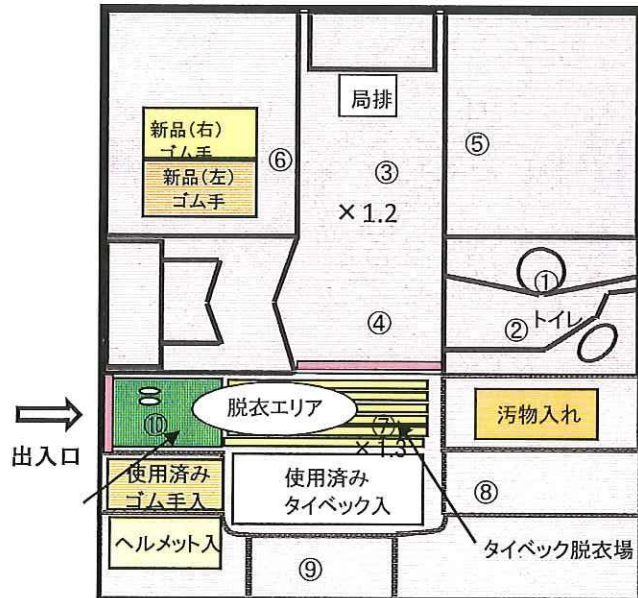 局排
新品(右)
ゴム手
新品(左)
ゴム手
⑥
③
⑤
×1.2
①
④
②
トイレ
出入口
⑩
脱衣エリア
⑦
×1.3
汚物入れ
使用済み
ゴム手入
使用済み
タイベック入
⑧
ヘルメット入
⑨
タイベック脱衣場